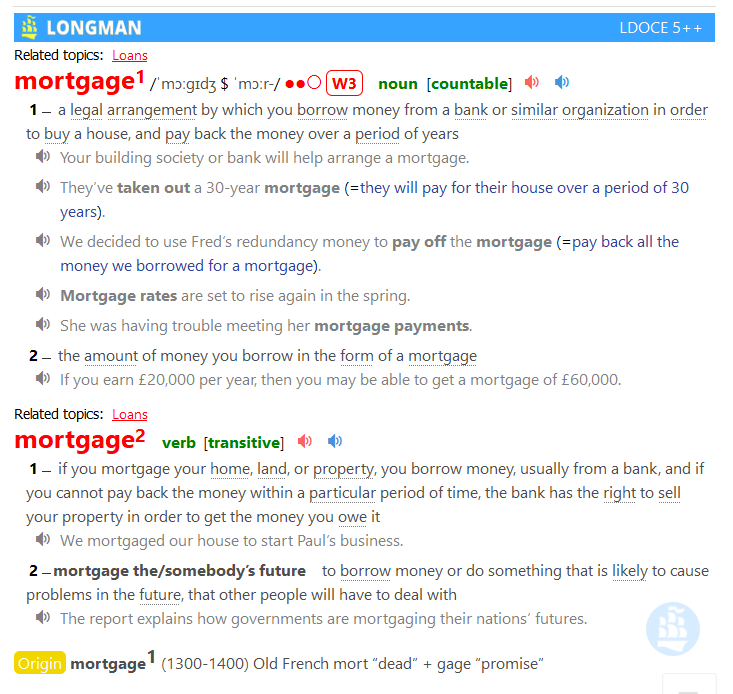 LONGMAN LDOCE 5++
Related topics: Loans
mortgage1 /ˈmɔːɡɪdʒ $ ˈmɔːr-/ ●●○ W3 noun [countable]
1 – a legal arrangement by which you borrow money from a bank or similar organization in order
to buy a house, and pay back the money over a period of years
Your building society or bank will help arrange a mortgage.
They’ve taken out a 30-year mortgage (=they will pay for their house over a period of 30
years).
We decided to use Fred’s redundancy money to pay off the mortgage (=pay back all the
money we borrowed for a mortgage).
Mortgage rates are set to rise again in the spring.
She was having trouble meeting her mortgage payments.
2 – the amount of money you borrow in the form of a mortgage
If you earn £20,000 per year, then you may be able to get a mortgage of £60,000.
Related topics: Loans
mortgage2 verb [transitive]
1 – if you mortgage your home, land, or property, you borrow money, usually from a bank, and if
you cannot pay back the money within a particular period of time, the bank has the right to sell
your property in order to get the money you owe it
We mortgaged our house to start Paul’s business.
2 – mortgage the/somebody’s future to borrow money or do something that is likely to cause
problems in the future, that other people will have to deal with
The report explains how governments are mortgaging their nations’ futures.
Origin mortgage1 (1300-1400) Old French mort “dead” + gage “promise”